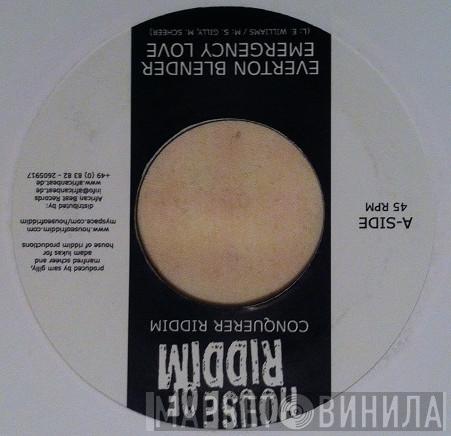 HOUSE OF
RIDDIM
CONQUERER RIDDIM
A-SIDE
45 RPM
produced by sam gilly,
manfred scheer and
adam lukas for
house of riddim productions
www.houseofriddim.com
myspace.com/houseofriddim
distributed by:
African Beat Records
info@africanbeat.de
www.africanbeat.de
+49 (0) 83 82 - 2605917
EVERTON BLENDER
EMERGENCY LOVE
(L: E. WILLIAMS / M: S. GILLY, M. SCHEER)
МАГАЗИН ВИНИЛА